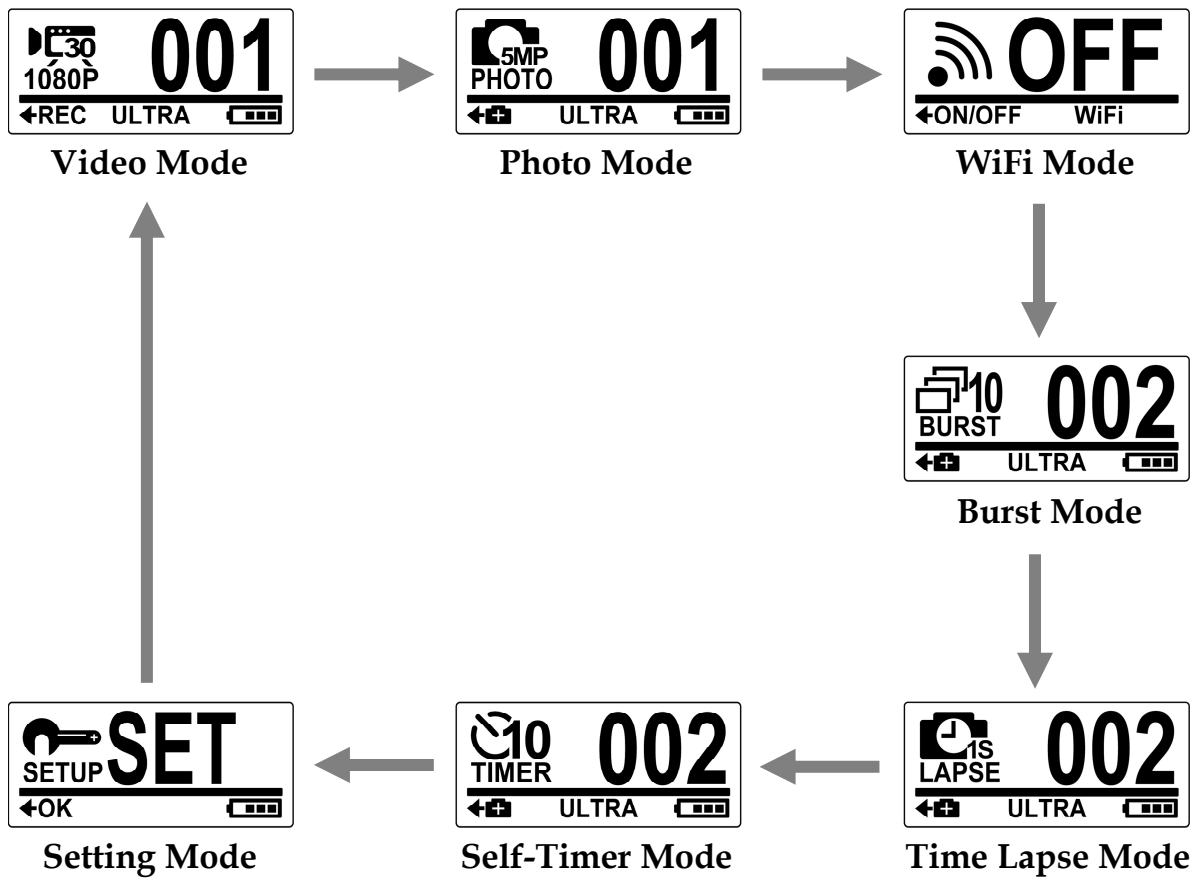 30
1080P
001
REC ULTRA
Video Mode
5MP
PHOTO
001
ULTRA
Photo Mode
OFF
ON/OFF WiFi
WiFi Mode
10
BURST
002
ULTRA
Burst Mode
1S
LAPSE
002
ULTRA
Time Lapse Mode
10
TIMER
002
ULTRA
Self-Timer Mode
SETUP
SET
OK
Setting Mode